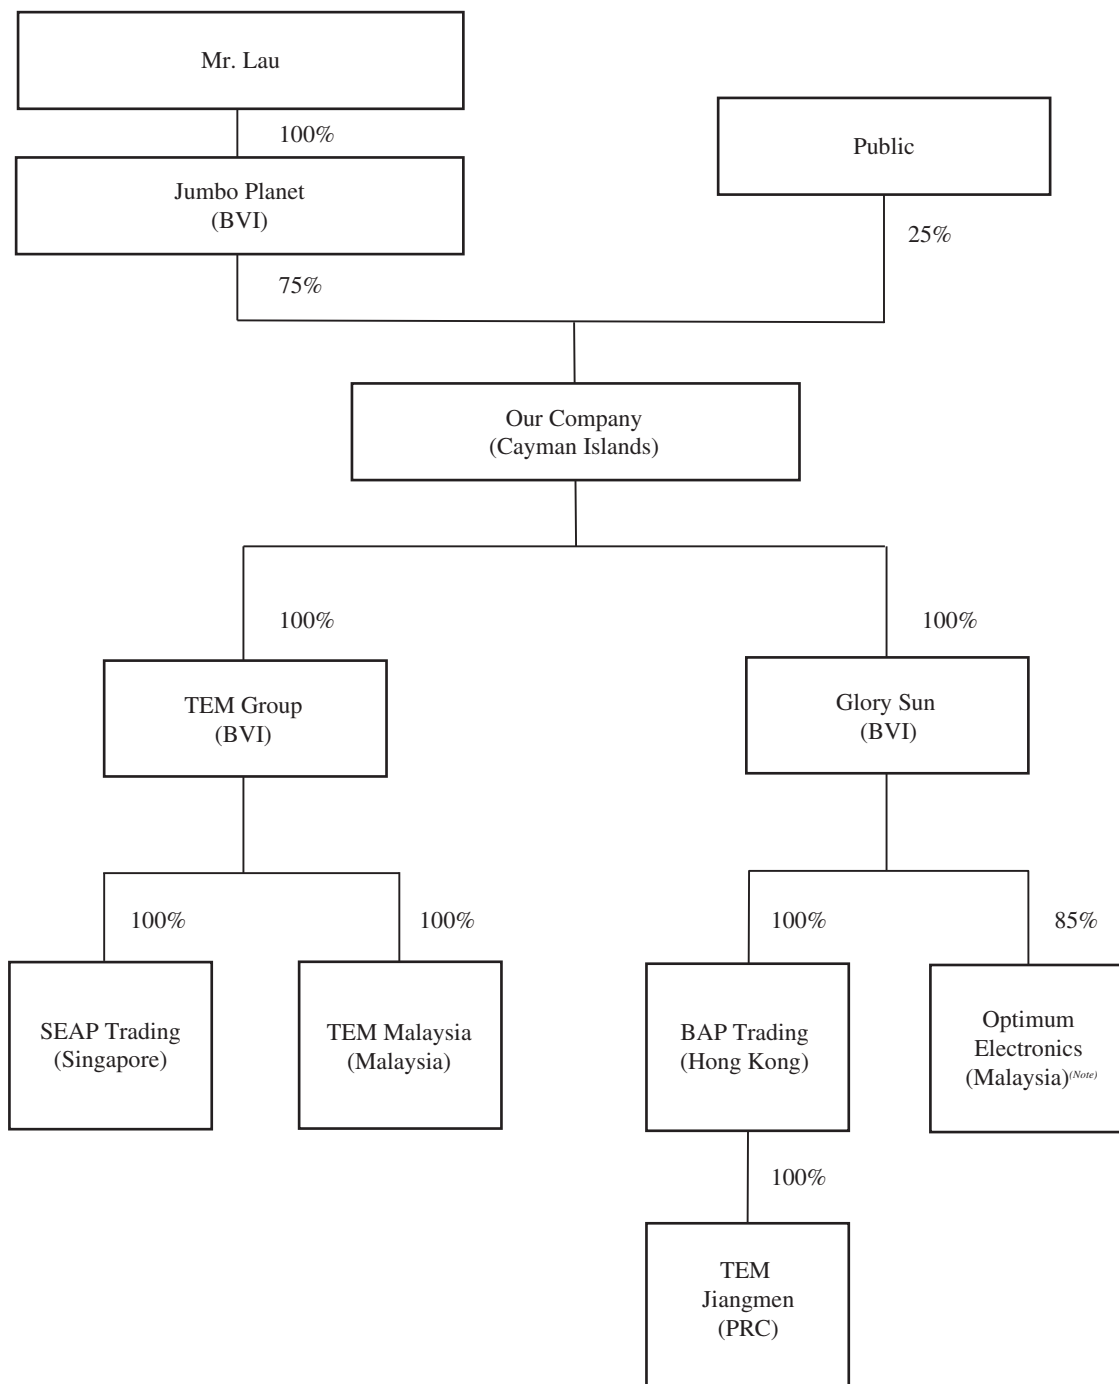 Mr. Lau
100%
Jumbo Planet
(BVI)
75%
Public
25%
Our Company
(Cayman Islands)
100%
100%
TEM Group
(BVI)
Glory Sun
(BVI)
100%
100%
100%
85%
SEAP Trading
(Singapore)
TEM Malaysia
(Malaysia)
BAP Trading
(Hong Kong)
Optimum
Electronics
(Malaysia)(Note)
100%
TEM
Jiangmen
(PRC)